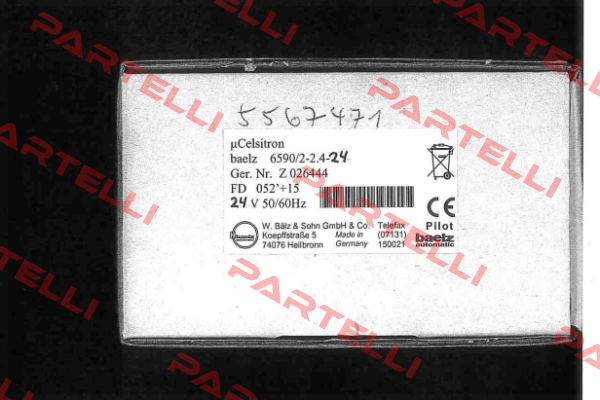 5567471
µCelsitron
baelz 6590/2-2.4-24
Ger. Nr. Z 026444
FD 052'+15
24 V 50/60Hz
CE
Pilot
baelz
automatic
baelz
W. Bälz & Sohn GmbH & Co. Telefax
Koepffstraße 5 Made in (07131)
74076 Heilbronn Germany 150021
PARTELLI
PARTELLI
PARTELLI
PARTELLI
PARTELLI
PARTELLI
PARTELLI
PARTELLI